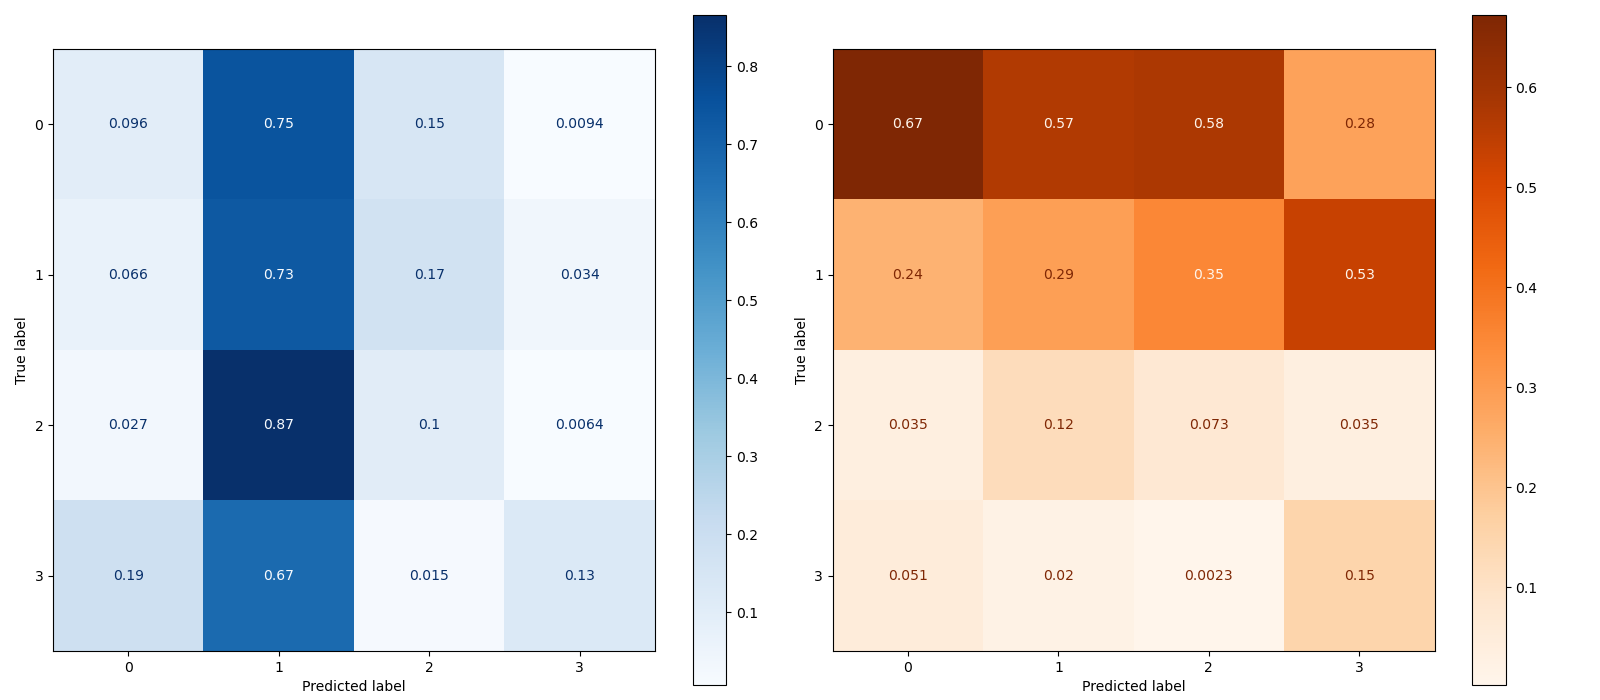 0 0.096 0.75 0.15 0.0094
1 0.066 0.73 0.17 0.034
2 0.027 0.87 0.1 0.0064
3 0.19 0.67 0.015 0.13
0 1 2 3
Predicted label
True label
0.8
0.7
0.6
0.5
0.4
0.3
0.2
0.1
0 0.67 0.57 0.58 0.28
1 0.24 0.29 0.35 0.53
2 0.035 0.12 0.073 0.035
3 0.051 0.02 0.0023 0.15
0 1 2 3
Predicted label
True label
0.6
0.5
0.4
0.3
0.2
0.1